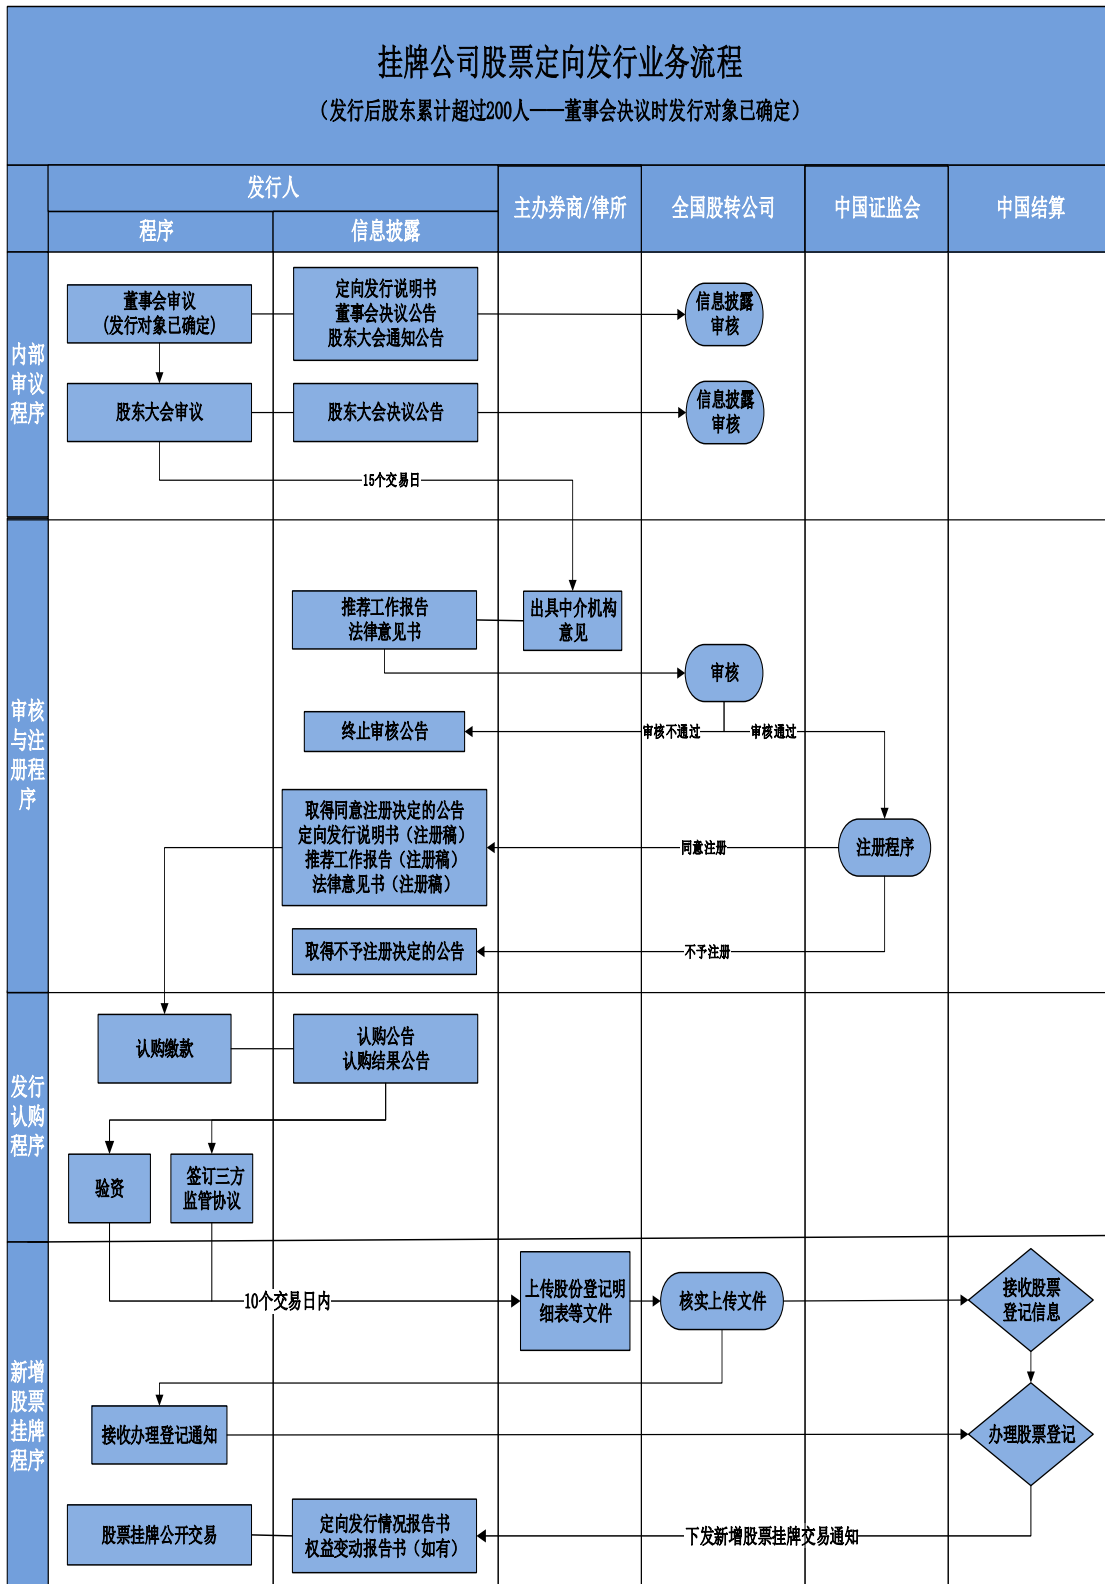 挂牌公司股票定向发行业务流程
（发行后股东累计超过200人——董事会决议时发行对象已确定）
发行人
主办券商/律所
全国股转公司
中国证监会
中国结算
程序
信息披露
内部
审议
程序
董事会审议
(发行对象已确定)
定向发行说明书
董事会决议公告
股东大会通知公告
信息披露
审核
股东大会审议
股东大会决议公告
信息披露
审核
15个交易日
审核
与注
册程
序
推荐工作报告
法律意见书
出具中介机构
意见
审核
终止审核公告
审核不通过
审核通过
取得同意注册决定的公告
定向发行说明书（注册稿）
推荐工作报告（注册稿）
法律意见书（注册稿）
同意注册
注册程序
取得不予注册决定的公告
不予注册
发行
认购
程序
认购缴款
认购公告
认购结果公告
验资
签订三方
监管协议
新增
股票
挂牌
程序
10个交易日内
上传股份登记明
细表等文件
核实上传文件
接收股票
登记信息
接收办理登记通知
办理股票登记
股票挂牌公开交易
定向发行情况报告书
权益变动报告书（如有）
下发新增股票挂牌交易通知